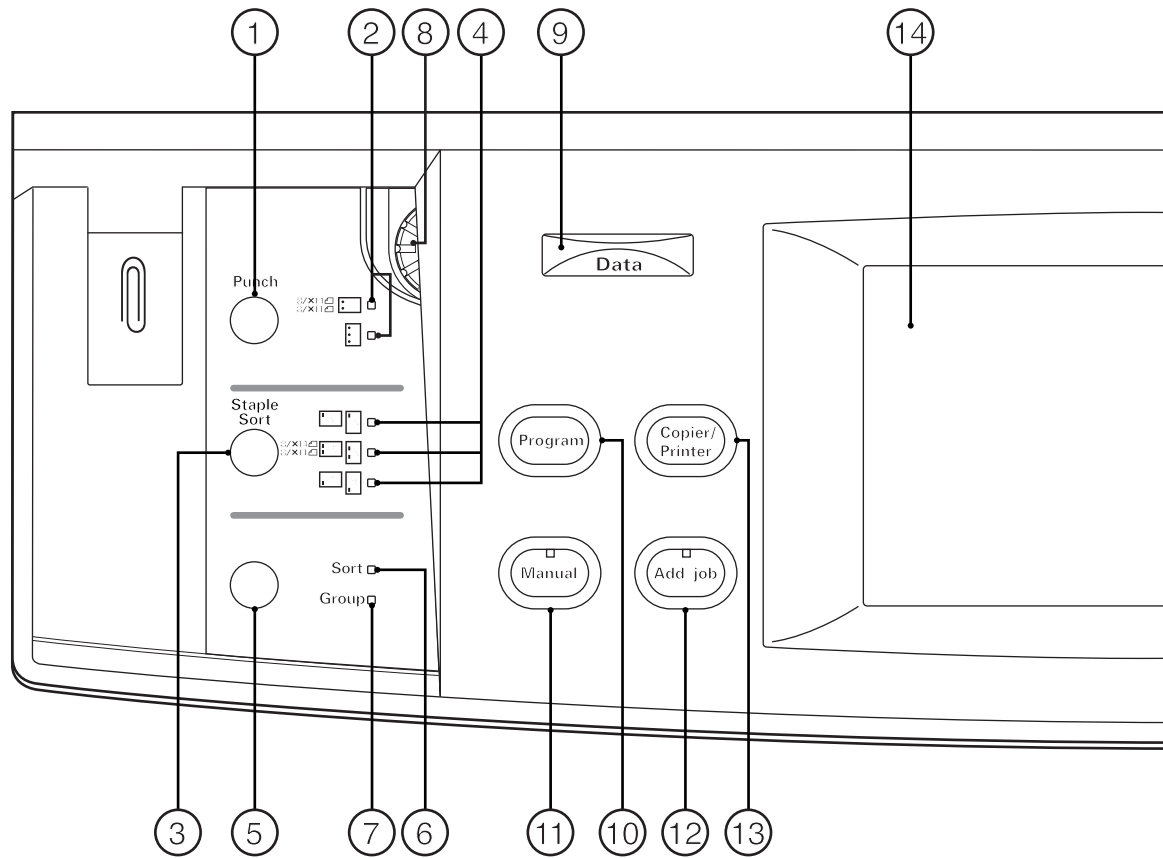 1 2 8 4 9 14
Data
Punch
Staple
Sort
Program
Copier/
Printer
Manual
Add job
Sort
Group
3 5 7 6 11 10 12 13